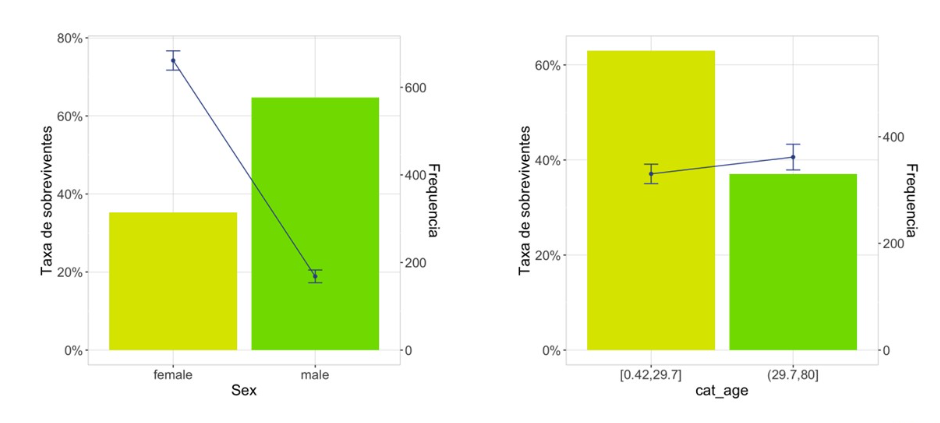 80%
60%
40%
20%
0%
Taxa de sobreviventes
600
400
200
0
Frequencia
female male
Sex
60%
40%
20%
0%
Taxa de sobreviventes
400
200
0
Frequencia
[0.42,29.7] (29.7,80]
cat_age